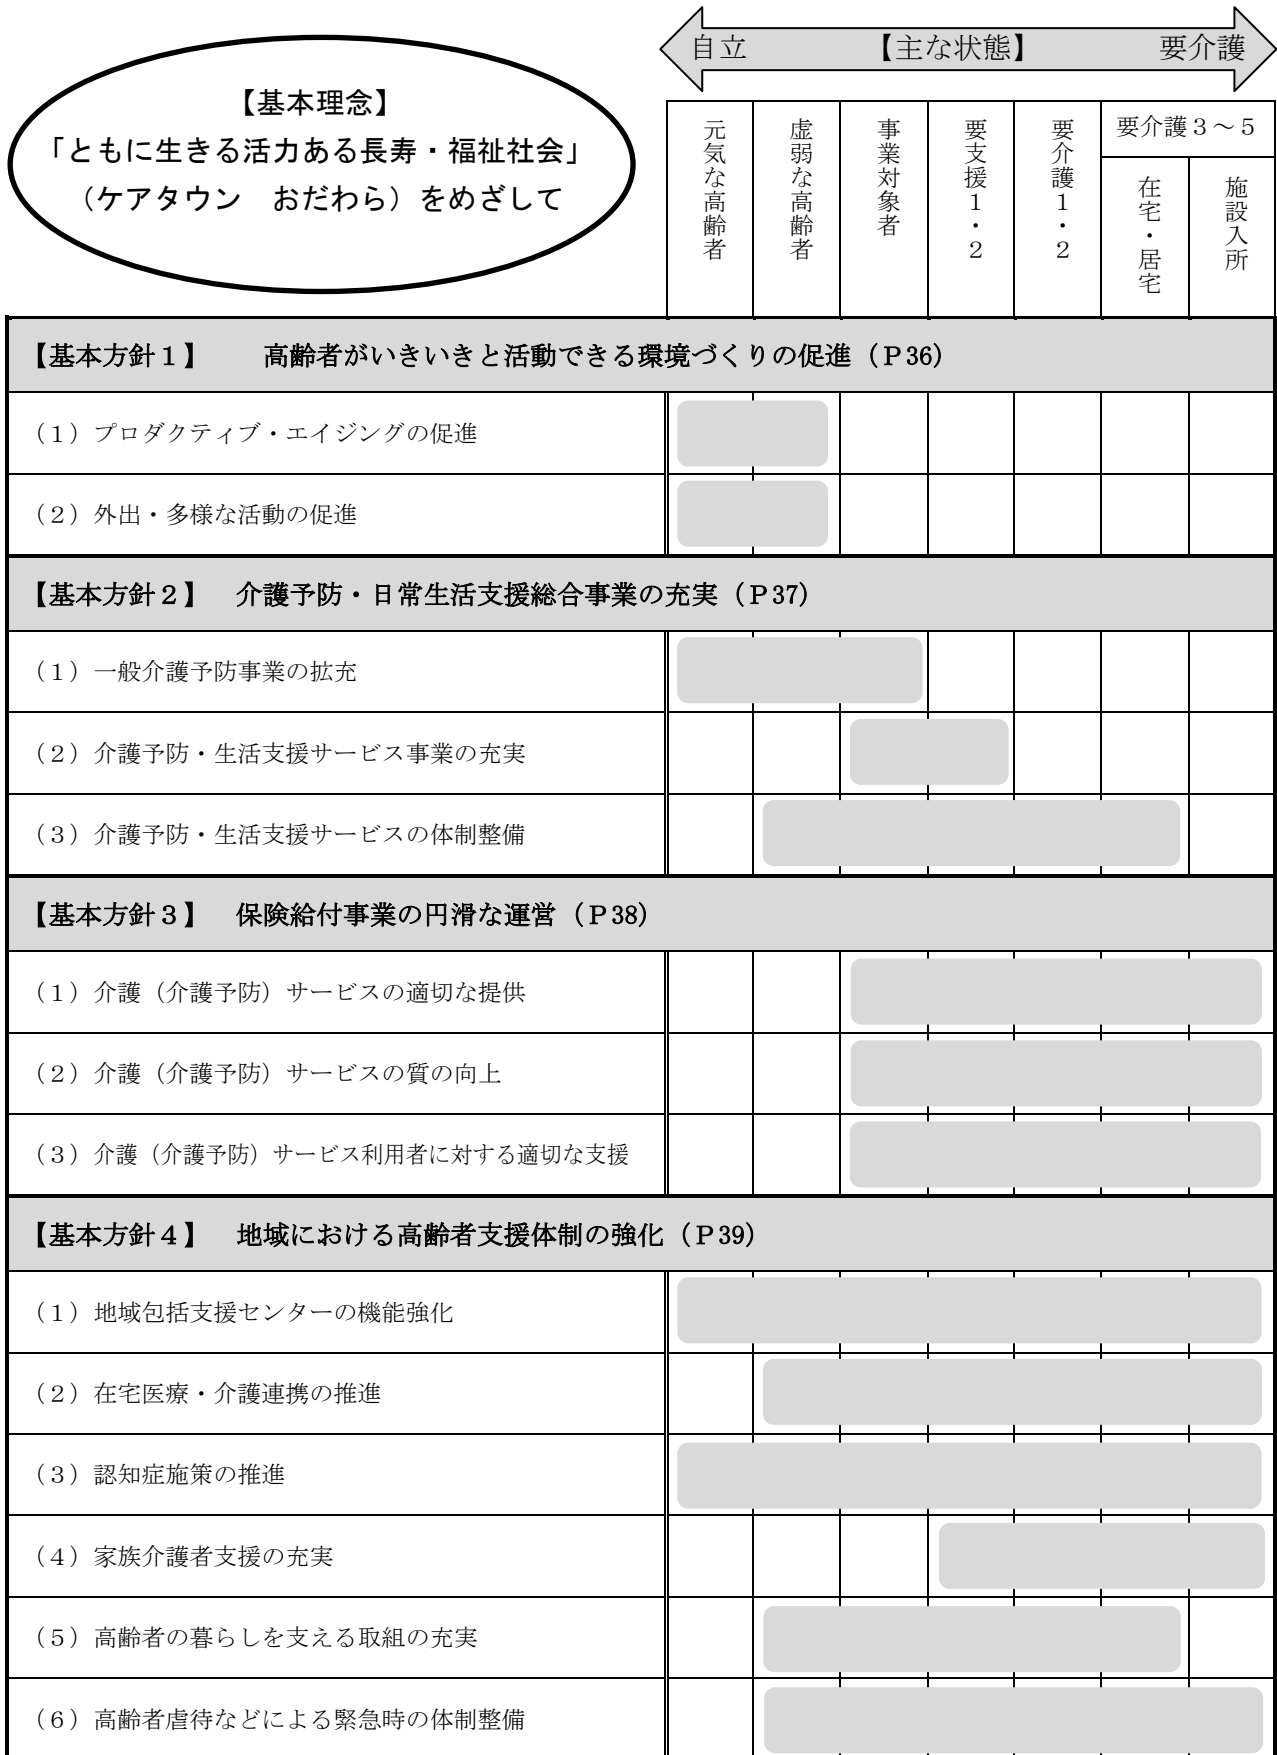 自立　【主な状態】　要介護
【基本理念】
「ともに生きる活力ある長寿・福祉社会」
（ケアタウン　おだわら）をめざして
元気な高齢者
虚弱な高齢者
事業対象者
要支援１・２
要介護１・２
要介護３～５
在宅・居宅
施設入所
【基本方針１】　高齢者がいきいきと活動できる環境づくりの促進（Ｐ36）
（１）プロダクティブ・エイジングの促進
（２）外出・多様な活動の促進
【基本方針２】　介護予防・日常生活支援総合事業の充実（Ｐ37）
（１）一般介護予防事業の拡充
（２）介護予防・生活支援サービス事業の充実
（３）介護予防・生活支援サービスの体制整備
【基本方針３】　保険給付事業の円滑な運営（Ｐ38）
（１）介護（介護予防）サービスの適切な提供
（２）介護（介護予防）サービスの質の向上
（３）介護（介護予防）サービス利用者に対する適切な支援
【基本方針４】　地域における高齢者支援体制の強化（Ｐ39）
（１）地域包括支援センターの機能強化
（２）在宅医療・介護連携の推進
（３）認知症施策の推進
（４）家族介護者支援の充実
（５）高齢者の暮らしを支える取組の充実
（６）高齢者虐待などによる緊急時の体制整備